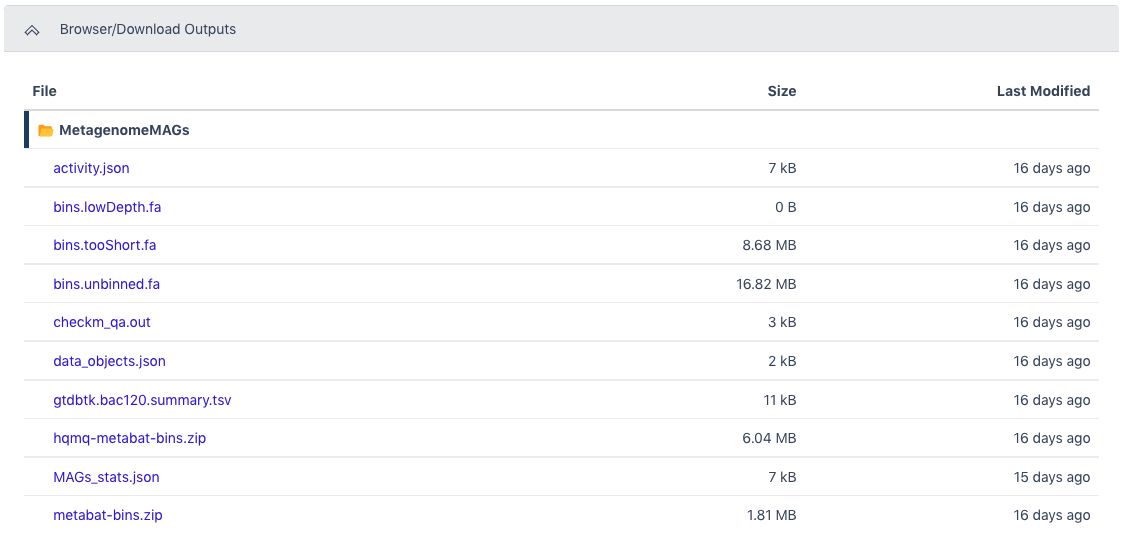 Browser/Download Outputs
File Size Last Modified
MetagenomeMAGs
activity.json 7 kB 16 days ago
bins.lowDepth.fa 0 B 16 days ago
bins.tooShort.fa 8.68 MB 16 days ago
bins.unbinned.fa 16.82 MB 16 days ago
checkm_qa.out 3 kB 16 days ago
data_objects.json 2 kB 16 days ago
gtdbtk.bac120.summary.tsv 11 kB 16 days ago
hqmq-metabat-bins.zip 6.04 MB 16 days ago
MAGs_stats.json 7 kB 15 days ago
metabat-bins.zip 1.81 MB 16 days ago